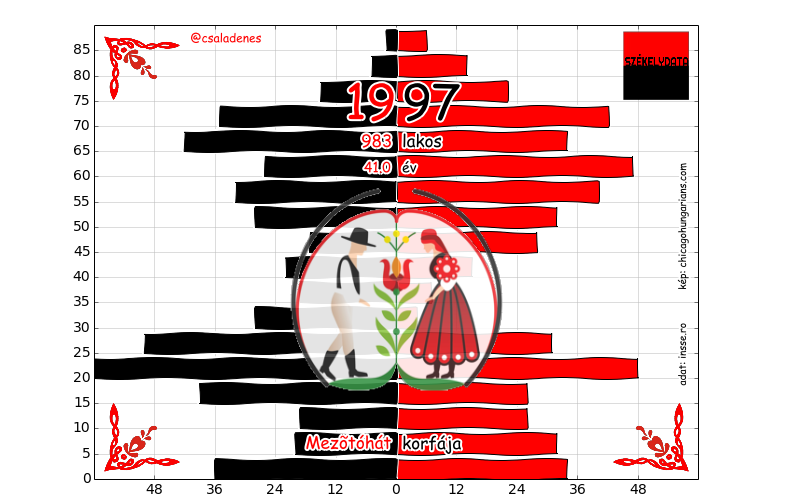 @csaladenes
SZÉKELYDATA
1997
983 lakos
41,0 év
kép: chicagohungarians.com
adat: insse.ro
Mezőtóhát korfája
85
80
75
70
65
60
55
50
45
40
35
30
25
20
15
10
5
0
48 36 24 12 0 12 24 36 48